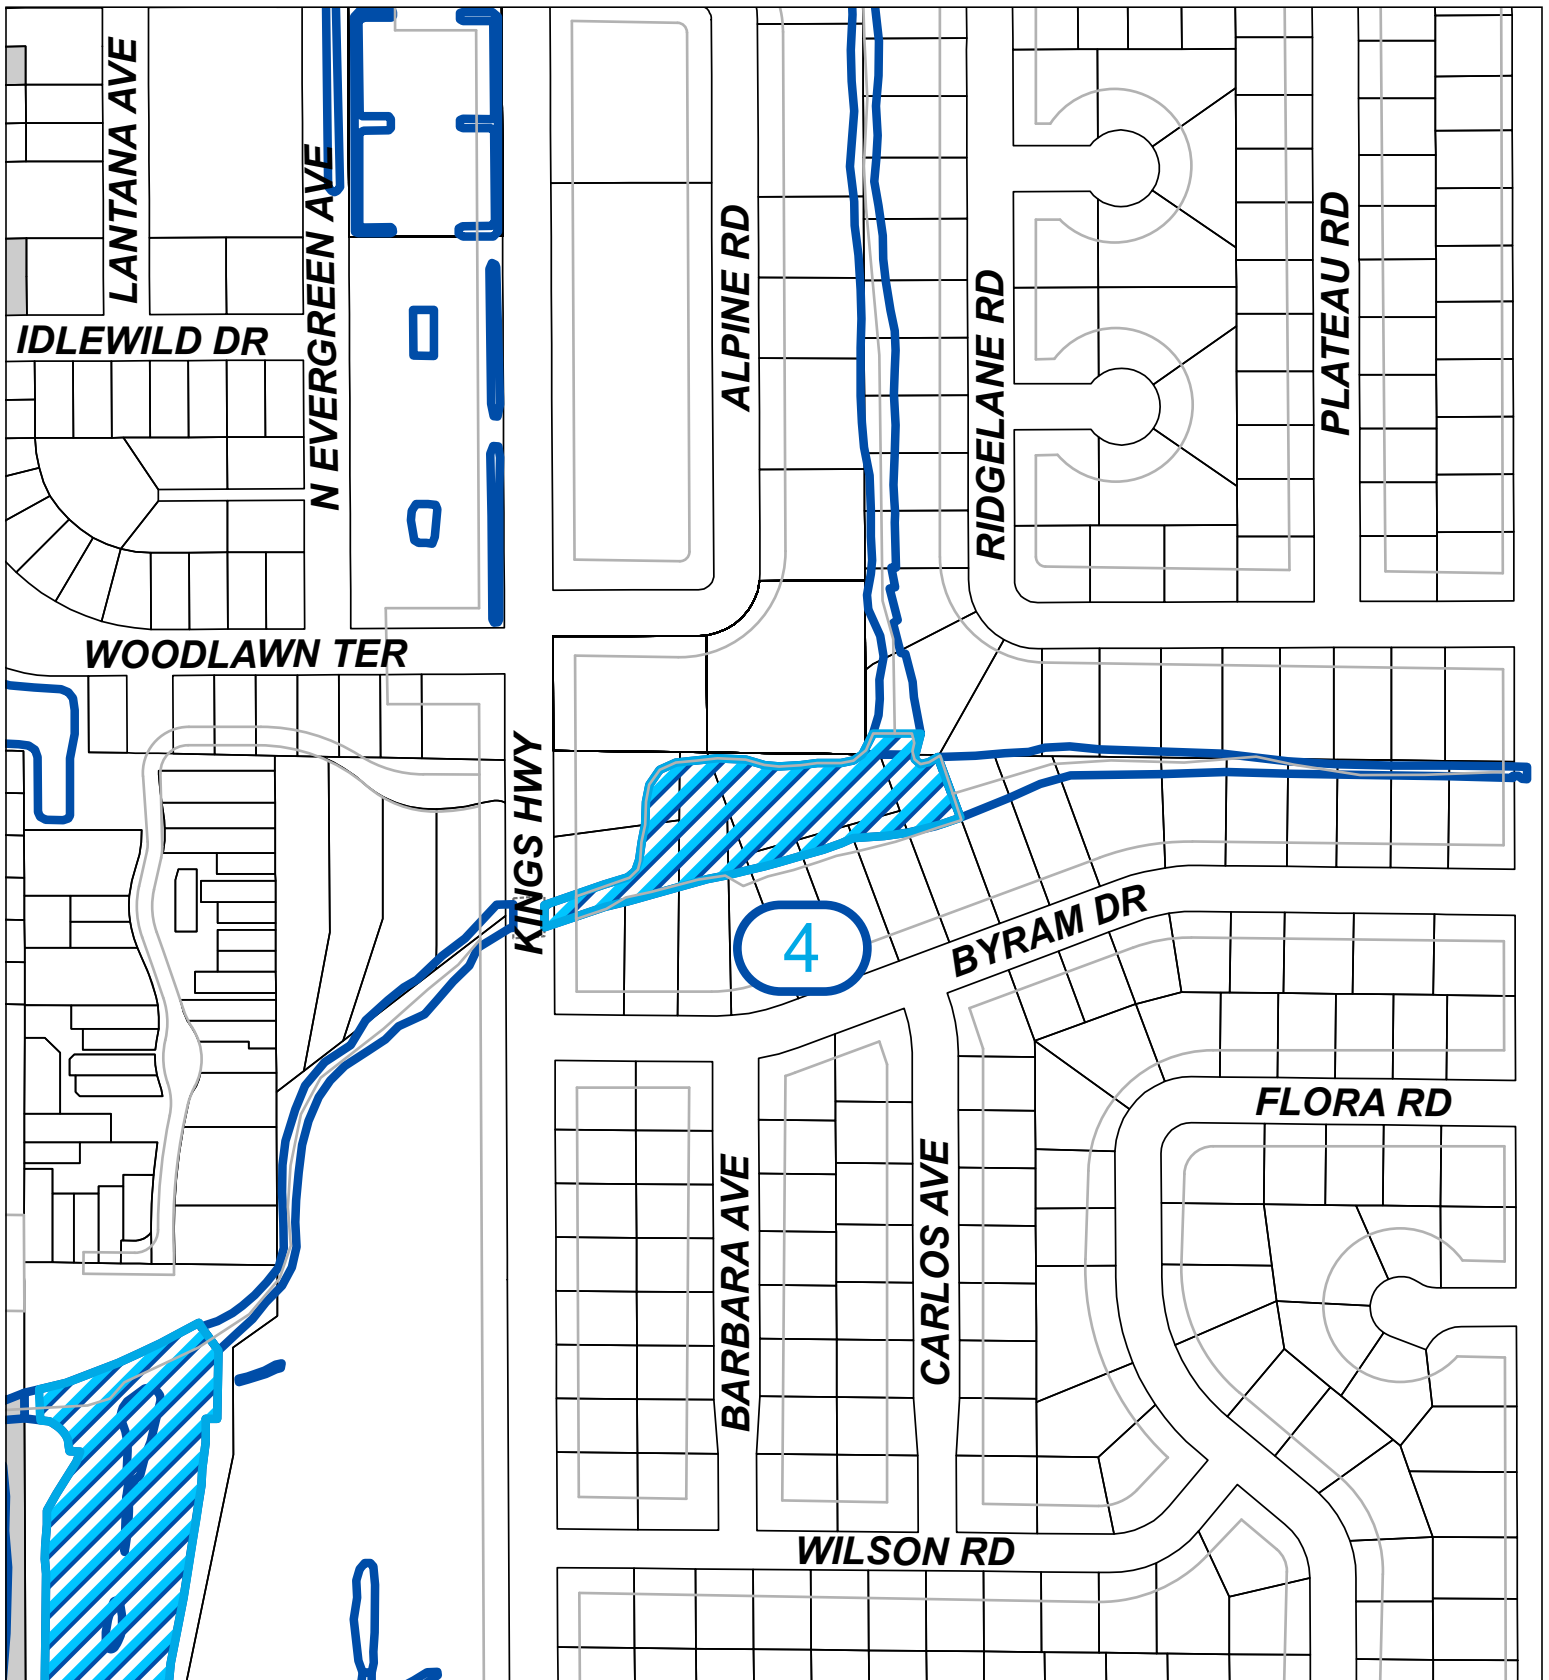 LANTANA AVE
N EVERGREEN AVE
ALPINE RD
RIDGELANE RD
PLATEAU RD
IDLEWILD DR
WOODLAWN TER
KINGS HWY
BYRAM DR
4
FLORA RD
BARBARA AVE
CARLOS AVE
WILSON RD